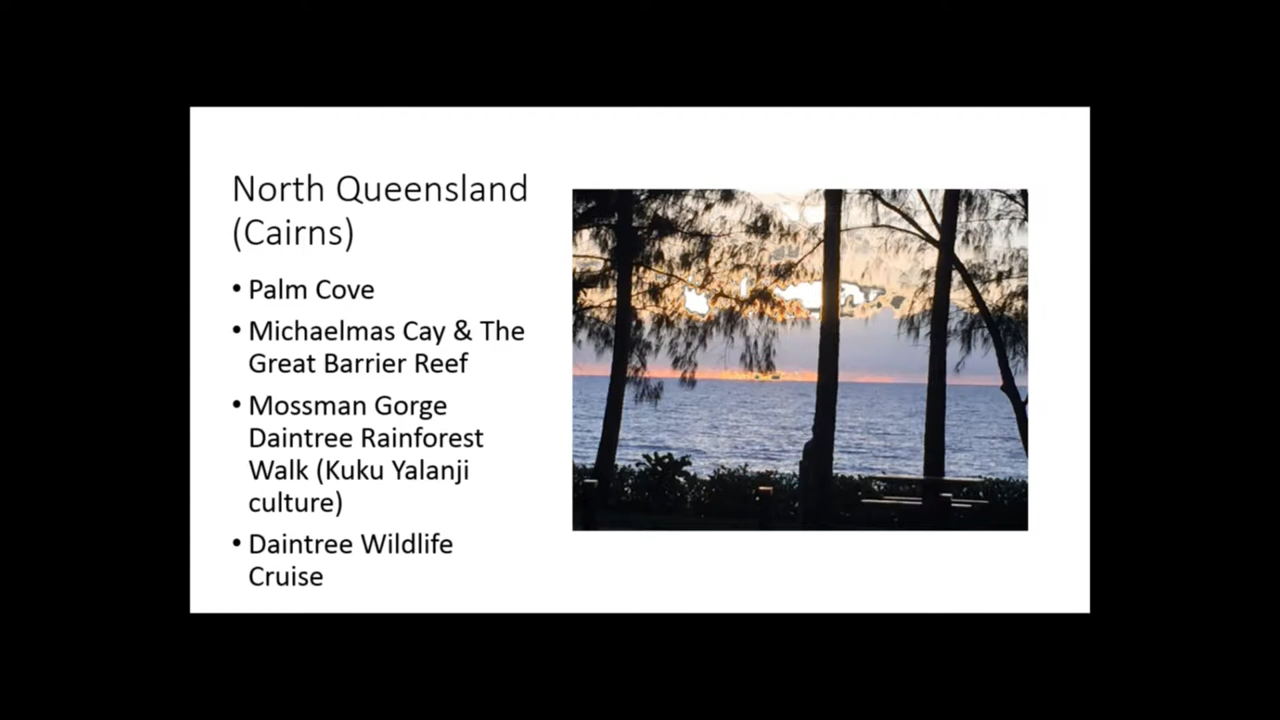 North Queensland
(Cairns)
• Palm Cove
• Michaelmas Cay & The
Great Barrier Reef
• Mossman Gorge
Daintree Rainforest
Walk (Kuku Yalanji
culture)
• Daintree Wildlife
Cruise